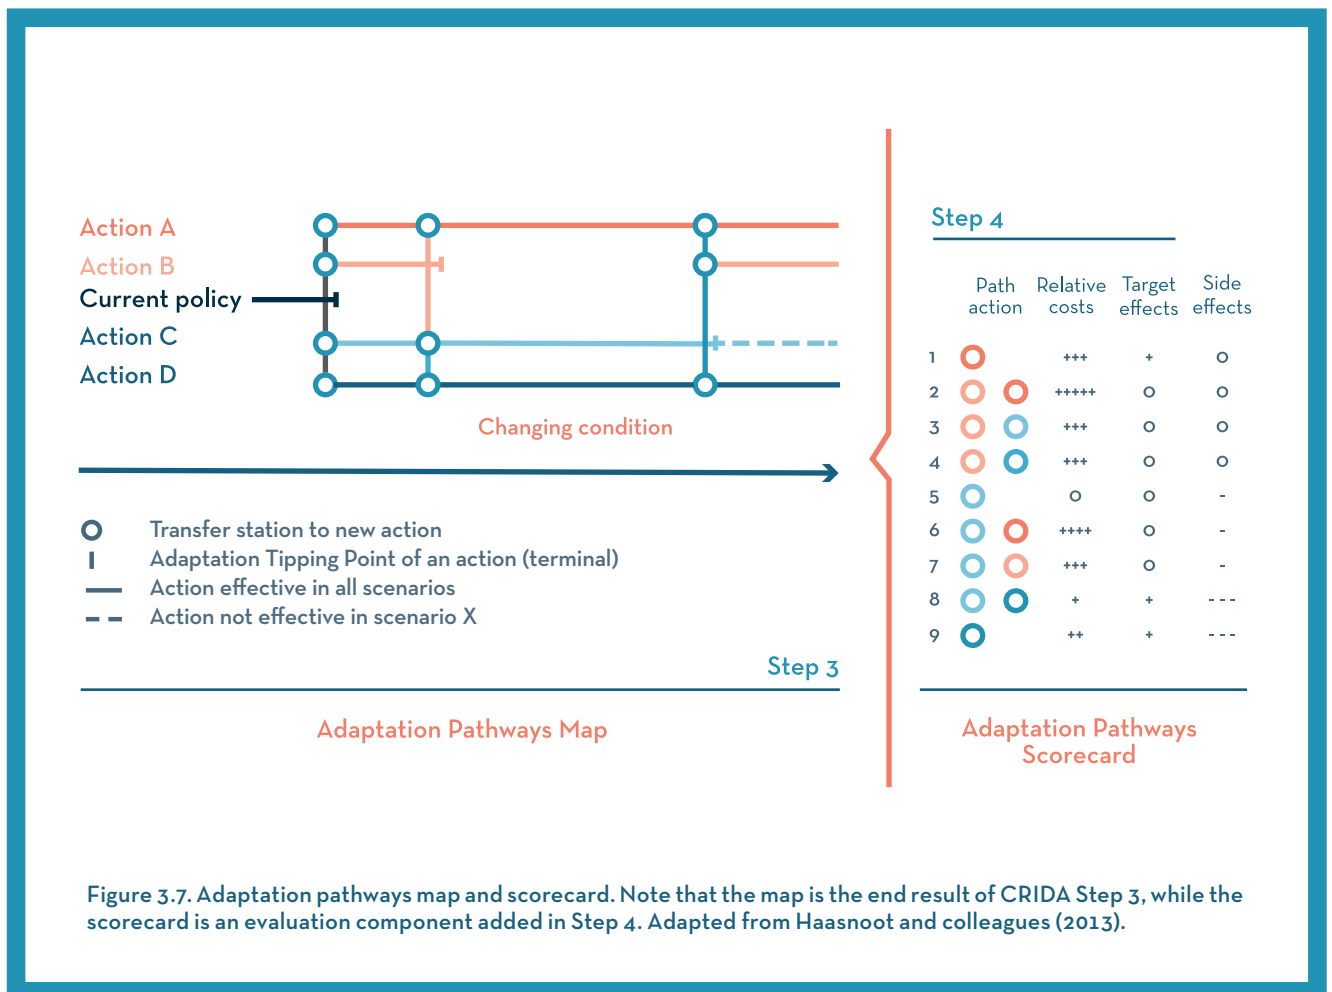 Action A
Action B
Current policy
Action C
Action D
Changing condition
Transfer station to new action
Adaptation Tipping Point of an action (terminal)
Action effective in all scenarios
Action not effective in scenario X
Step 3
Adaptation Pathways Map
Step 4
Path action Relative costs Target effects Side effects
1 +++ + o
2 +++++ o o
3 +++ o o
4 +++ o o
5 o o -
6 ++++ o -
7 +++ o -
8 + + ---
9 ++ + ---
Adaptation Pathways
Scorecard
Figure 3.7. Adaptation pathways map and scorecard. Note that the map is the end result of CRIDA Step 3, while the
scorecard is an evaluation component added in Step 4. Adapted from Haasnoot and colleagues (2013).